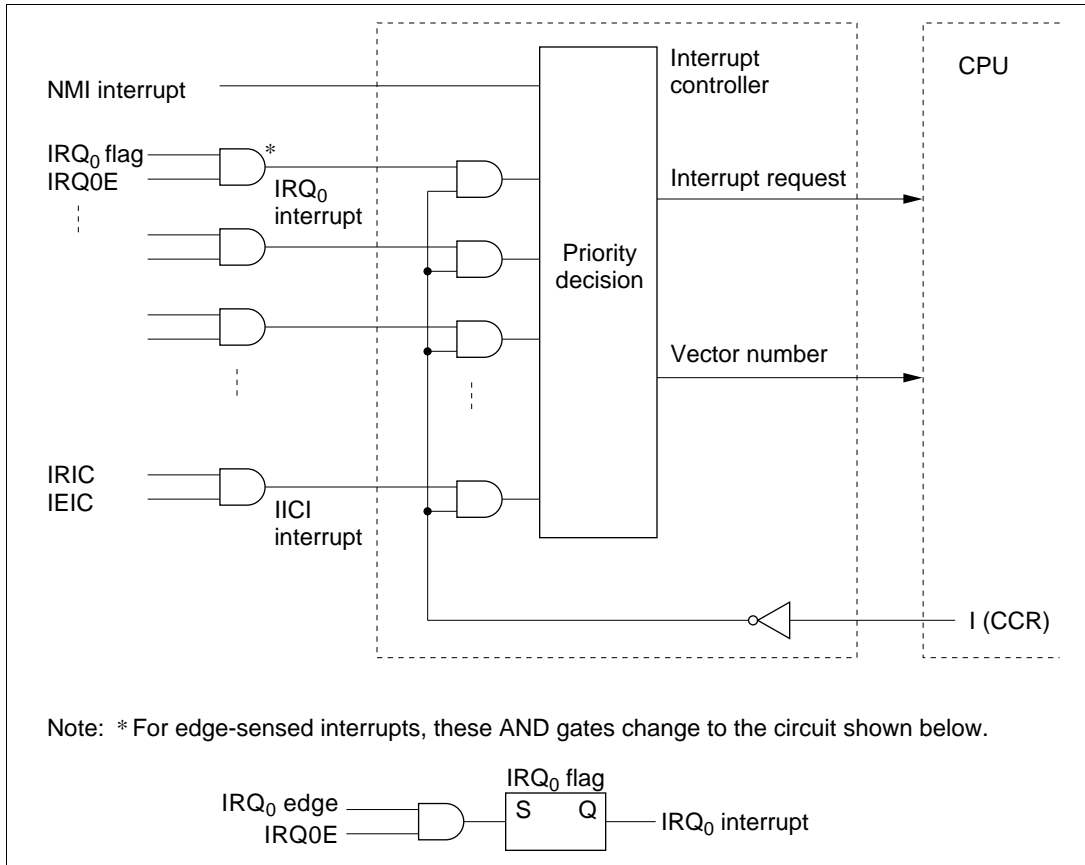 NMI interrupt
Interrupt
controller
CPU
IRQ₀ flag
IRQ0E
*
IRQ₀
interrupt
Interrupt request
Priority
decision
Vector number
IRIC
IEIC
IICI
interrupt
I (CCR)
Note: * For edge-sensed interrupts, these AND gates change to the circuit shown below.
IRQ₀ flag
IRQ₀ edge
IRQ0E
S Q
IRQ₀ interrupt